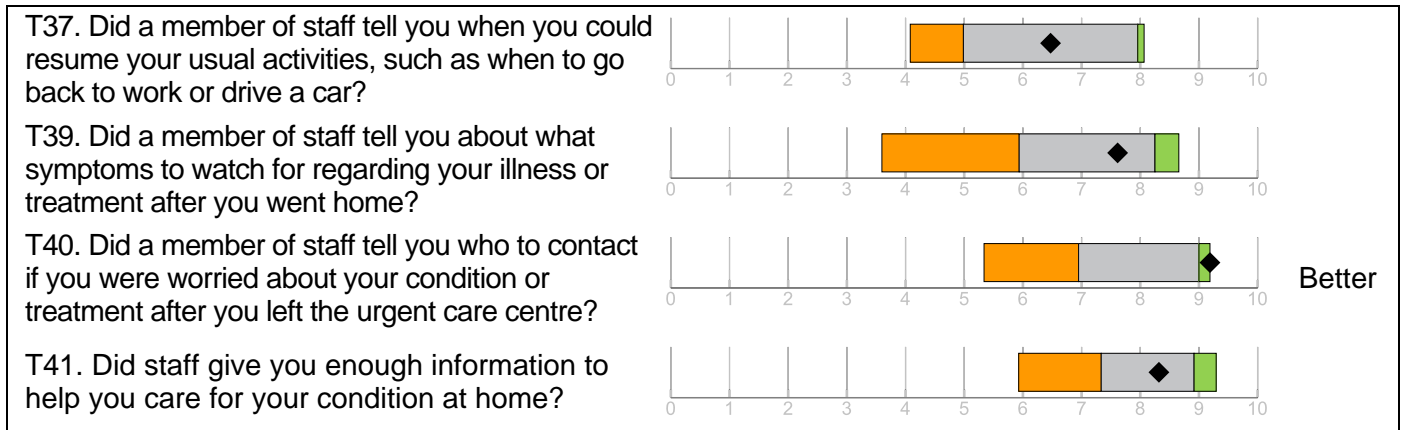 T37. Did a member of staff tell you when you could
resume your usual activities, such as when to go
back to work or drive a car?
0 1 2 3 4 5 6 7 8 9 10
T39. Did a member of staff tell you about what
symptoms to watch for regarding your illness or
treatment after you went home?
0 1 2 3 4 5 6 7 8 9 10
T40. Did a member of staff tell you who to contact
if you were worried about your condition or
treatment after you left the urgent care centre?
0 1 2 3 4 5 6 7 8 9 10
Better
T41. Did staff give you enough information to
help you care for your condition at home?
0 1 2 3 4 5 6 7 8 9 10